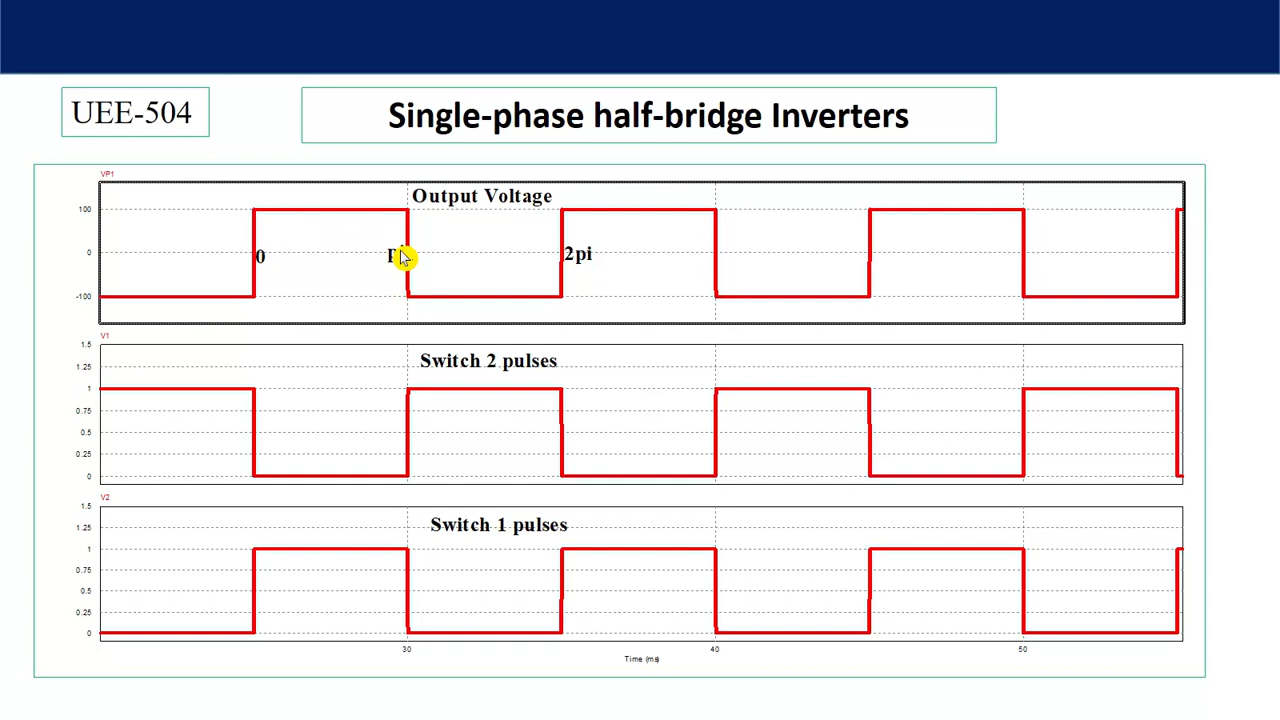 UEE-504
Single-phase half-bridge Inverters
VP1
Output Voltage
100
0
-100
0
2pi
V1
Switch 2 pulses
1.5
1.25
1
0.75
0.5
0.25
0
V2
Switch 1 pulses
1.5
1.25
1
0.75
0.5
0.25
0
30
40
50
Time (ms)